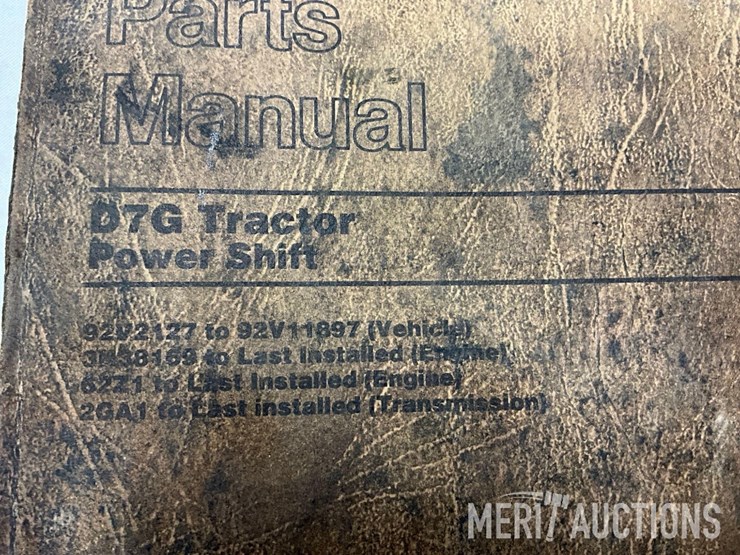 Parts
Manual
D7G Tractor
Power Shift
92V2127 to 92V11897 (Vehicle)
to Last Installed (Engine)
62Z1 to Last Installed (Engine)
2GA1 to Last installed (Transmission)
MERIT AUCTIONS